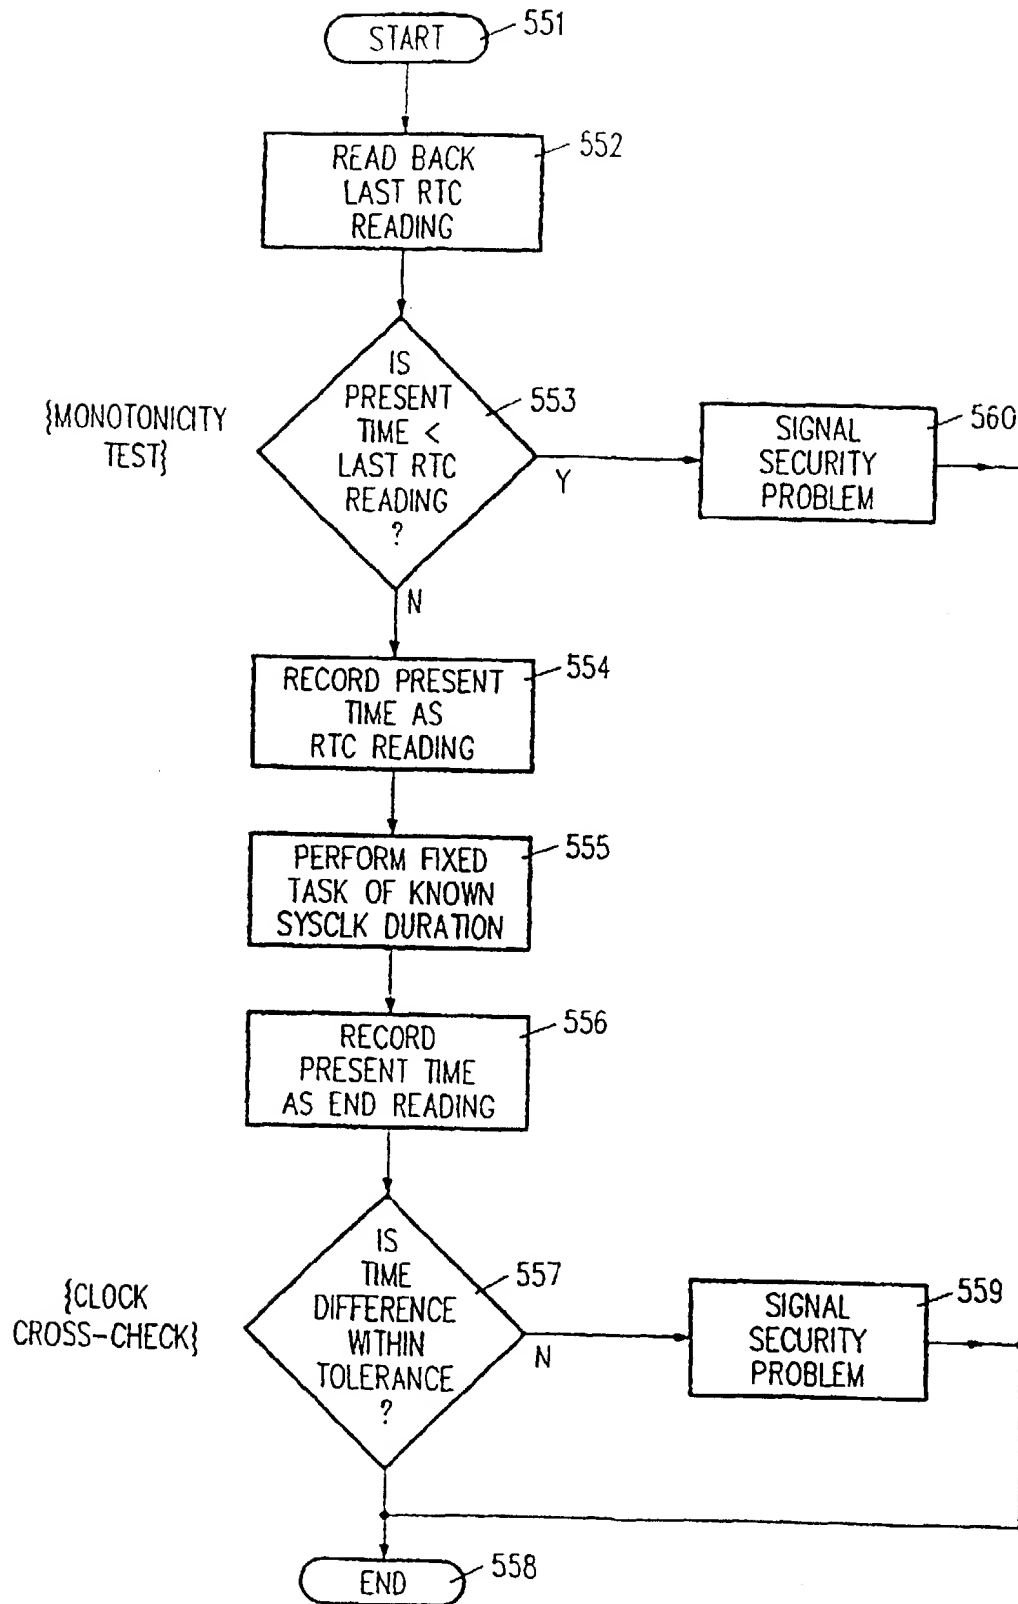 START
551
READ BACK
LAST RTC
READING
552
IS
PRESENT
TIME <
LAST RTC
READING
?
553
{MONOTONICITY
TEST}
Y
SIGNAL
SECURITY
PROBLEM
560
N
RECORD PRESENT
TIME AS
RTC READING
554
PERFORM FIXED
TASK OF KNOWN
SYSCLK DURATION
555
RECORD
PRESENT TIME
AS END READING
556
IS
TIME
DIFFERENCE
WITHIN
TOLERANCE
?
557
{CLOCK
CROSS-CHECK}
N
SIGNAL
SECURITY
PROBLEM
559
END
558